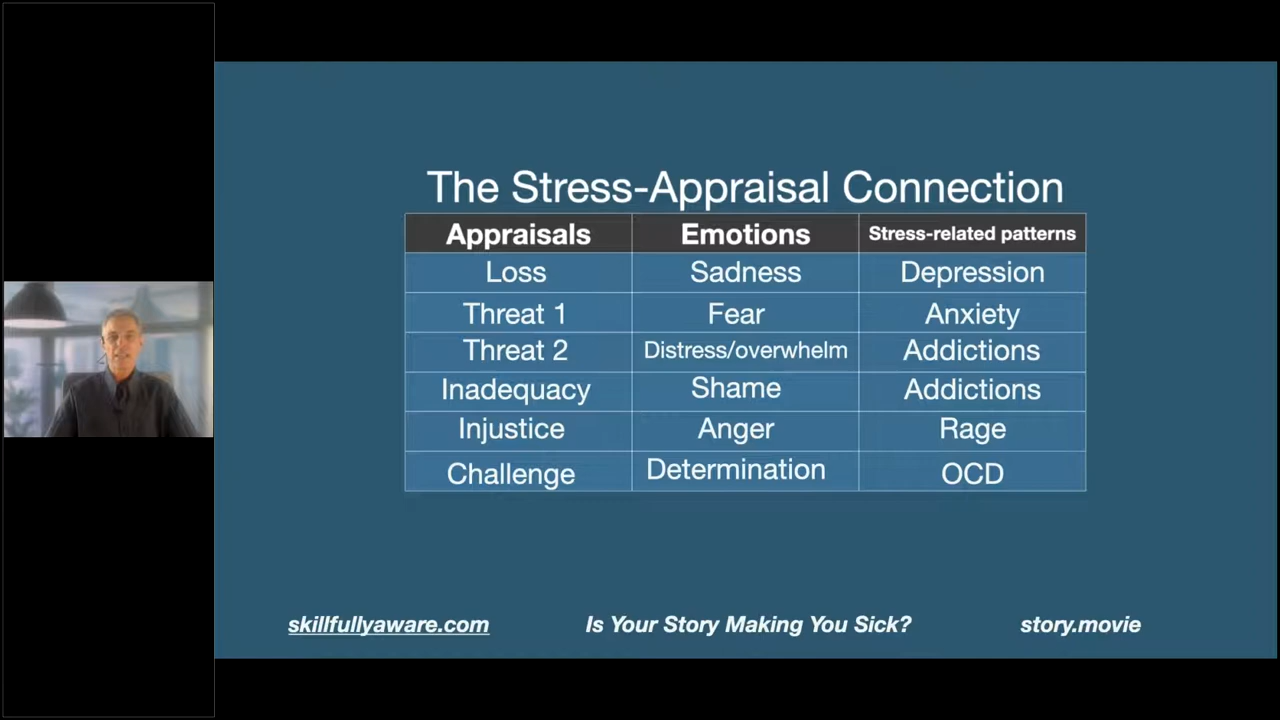 The Stress-Appraisal Connection
Appraisals Emotions Stress-related patterns
Loss Sadness Depression
Threat 1 Fear Anxiety
Threat 2 Distress/overwhelm Addictions
Inadequacy Shame Addictions
Injustice Anger Rage
Challenge Determination OCD
skillfullyaware.com Is Your Story Making You Sick? story.movie